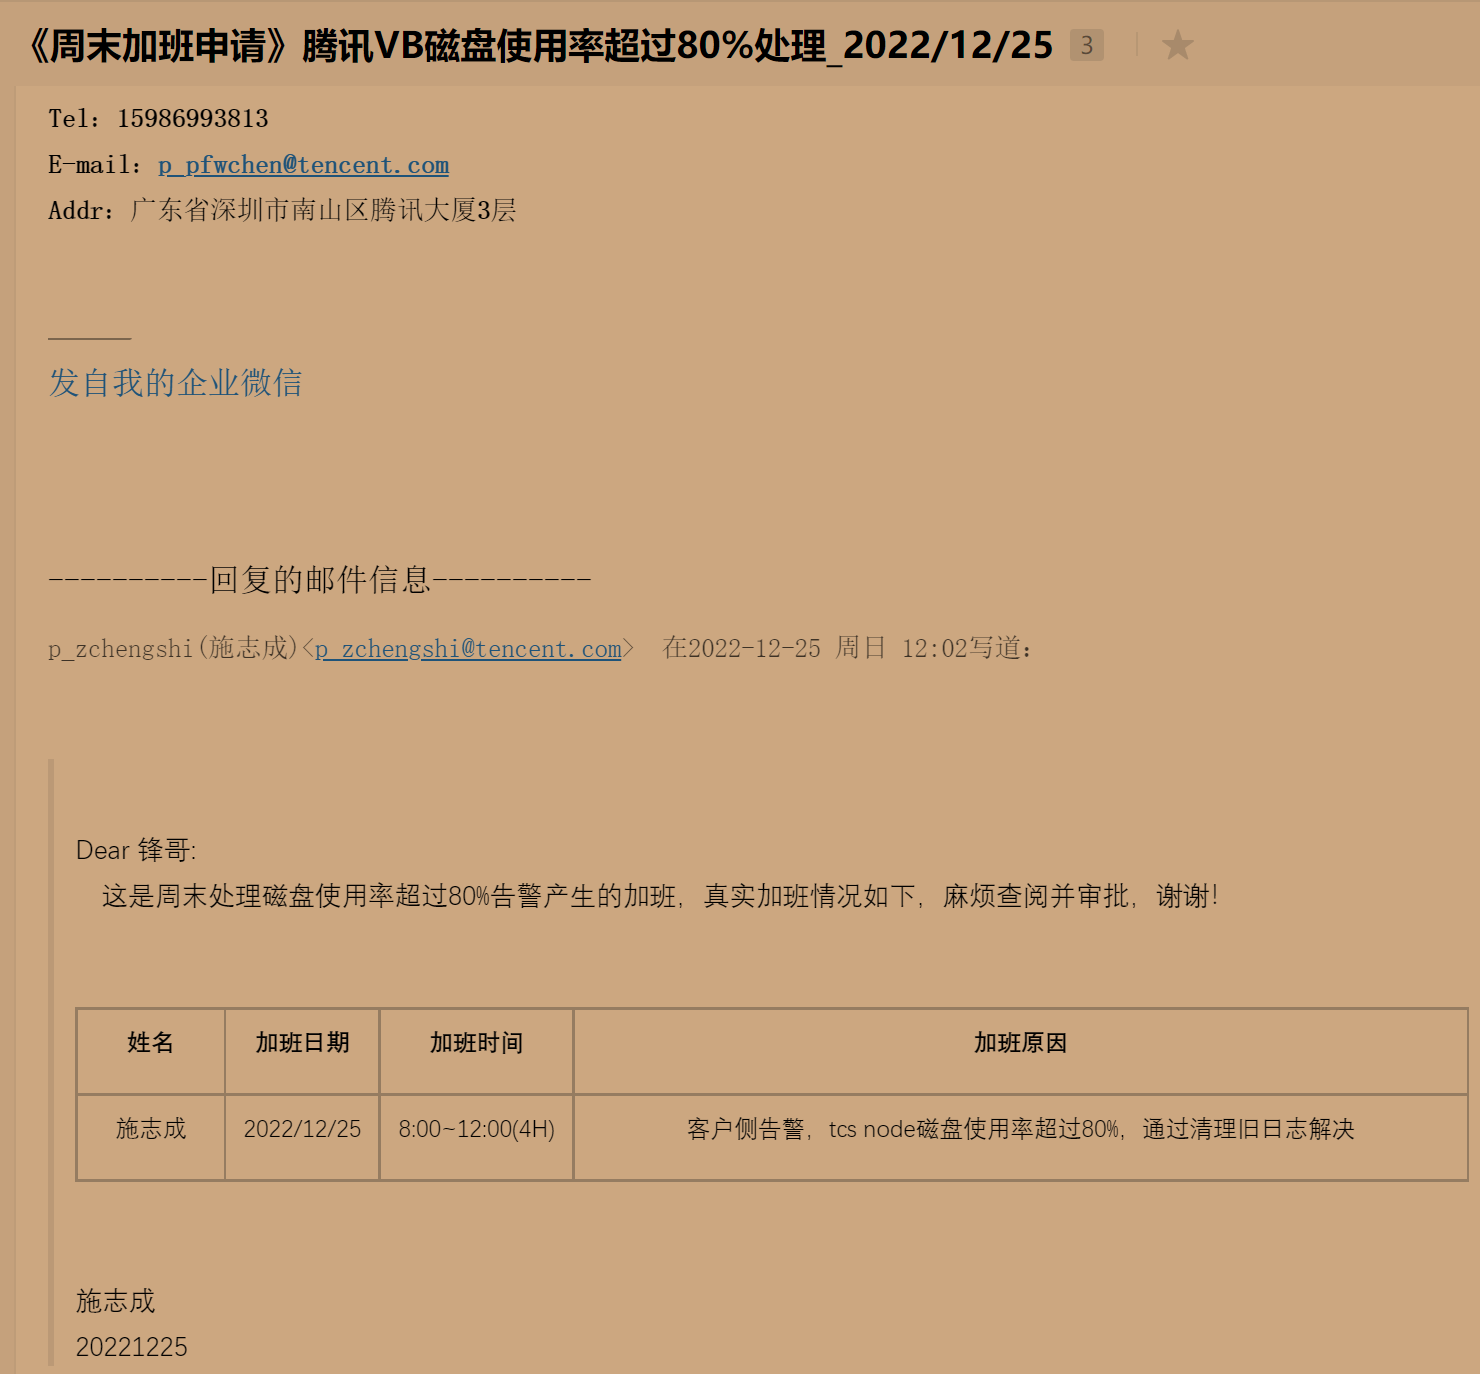 《周末加班申请》腾讯VB磁盘使用率超过80%处理_2022/12/25 3
Tel：15986993813
E-mail：p_pfwchen@tencent.com
Addr：广东省深圳市南山区腾讯大厦3层
发自我的企业微信
----------回复的邮件信息----------
p_zchengshi(施志成)<p_zchengshi@tencent.com> 在2022-12-25 周日 12:02写道：
Dear 锋哥:
这是周末处理磁盘使用率超过80%告警产生的加班，真实加班情况如下，麻烦查阅并审批，谢谢！
姓名 加班日期 加班时间 加班原因
施志成 2022/12/25 8:00~12:00(4H) 客户侧告警，tcs node磁盘使用率超过80%，通过清理旧日志解决
施志成
20221225